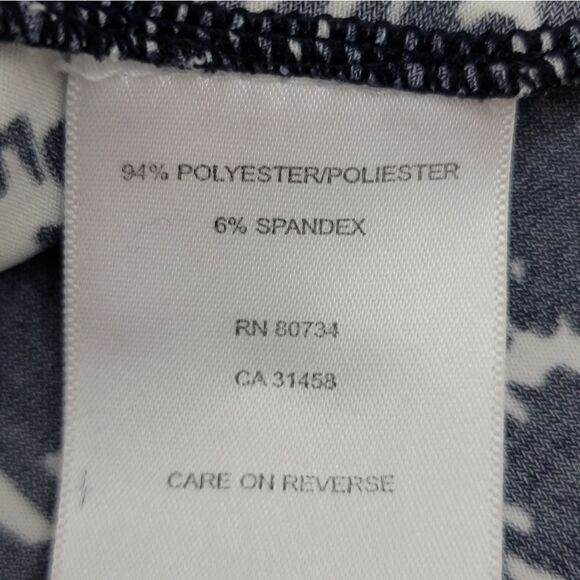 94% POLYESTER/POLIESTER
6% SPANDEX
RN 80734
CA 31458
CARE ON REVERSE